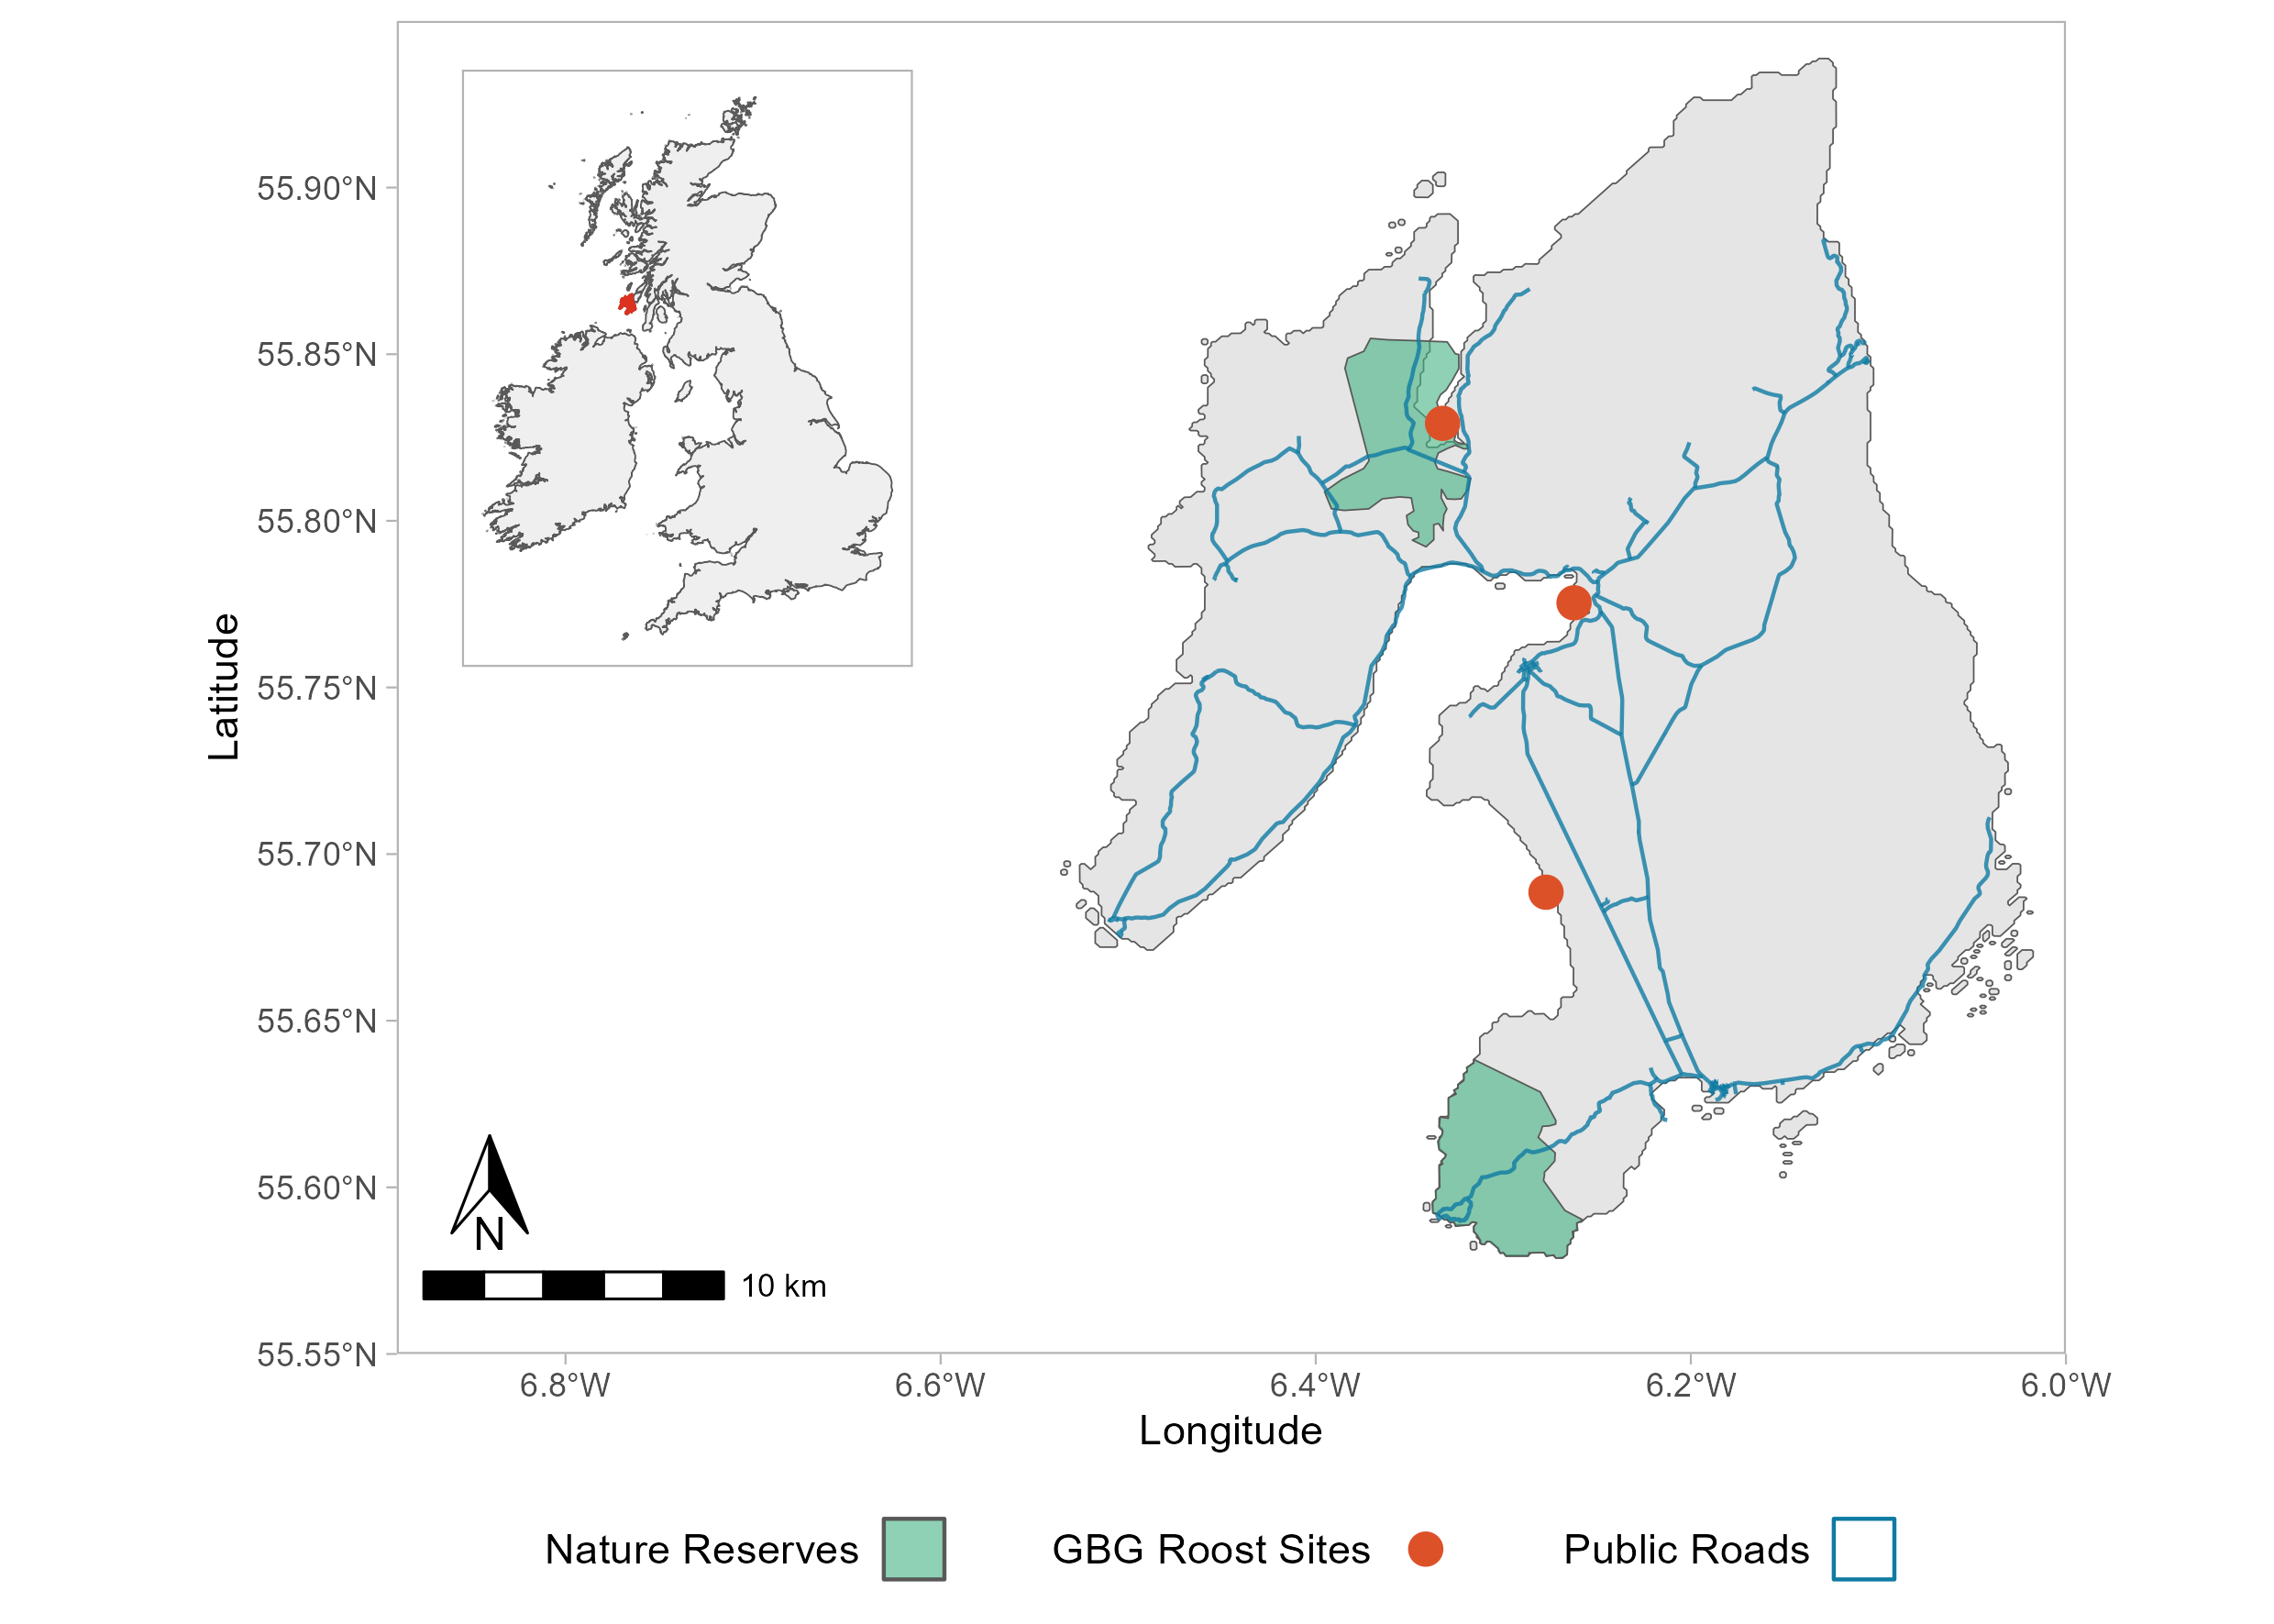 55.90°N
55.85°N
55.80°N
55.75°N
55.70°N
55.65°N
55.60°N
55.55°N
Latitude
N
10 km
6.8°W 6.6°W 6.4°W 6.2°W 6.0°W
Longitude
Nature Reserves GBG Roost Sites Public Roads